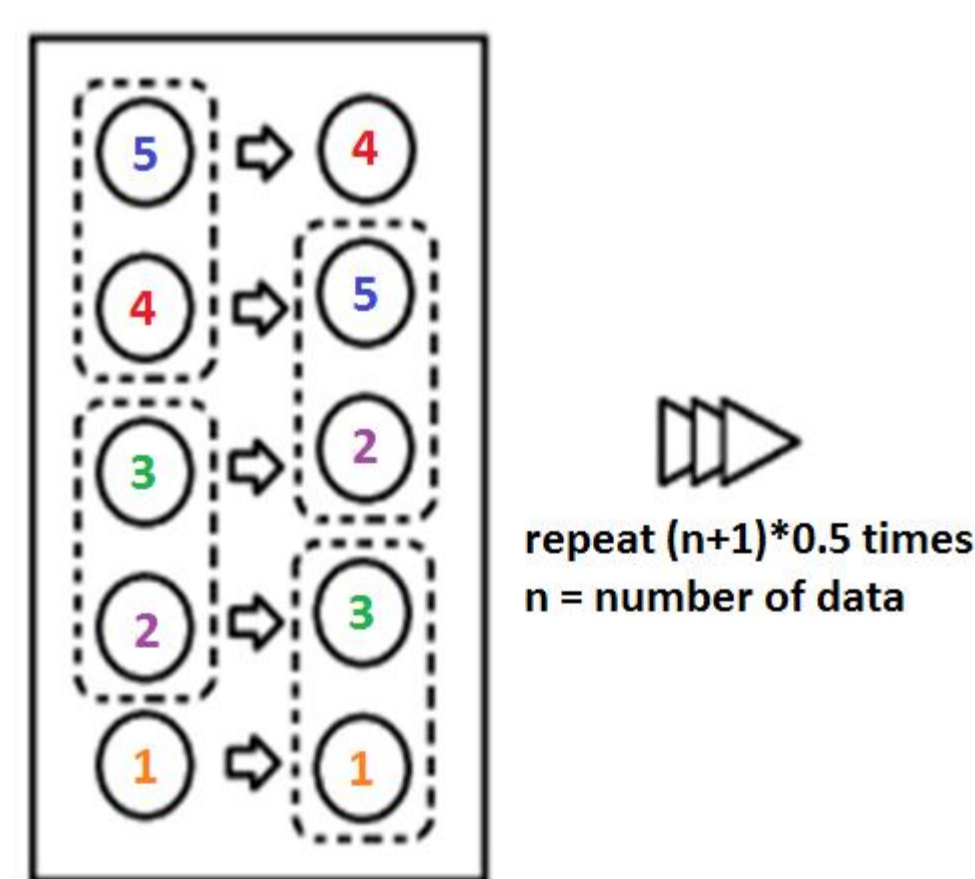 5 4
4 5
3 2
2 3
1 1
repeat (n+1)*0.5 times
n = number of data